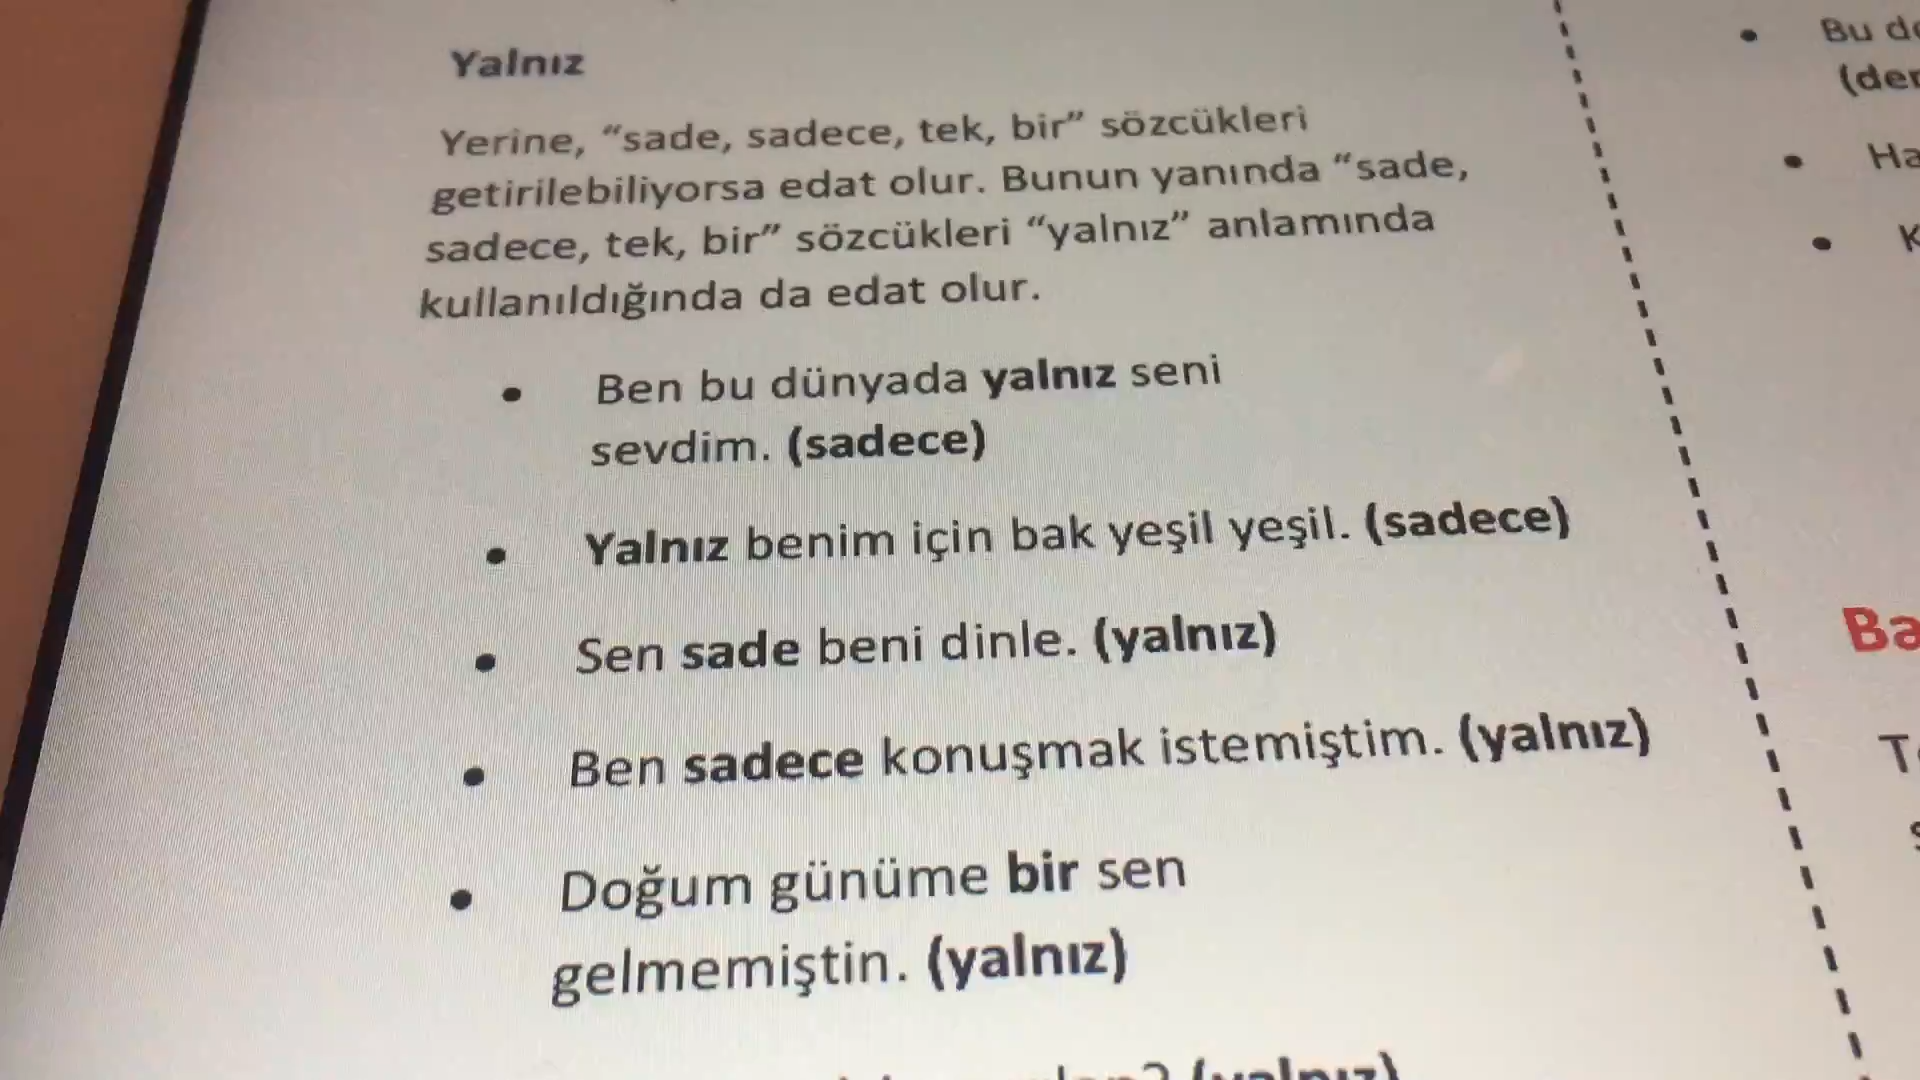 Yalnız
Yerine, “sade, sadece, tek, bir” sözcükleri
getirilebiliyorsa edat olur. Bunun yanında “sade,
sadece, tek, bir” sözcükleri “yalnız” anlamında
kullanıldığında da edat olur.
• Ben bu dünyada yalnız seni
sevdim. (sadece)
• Yalnız benim için bak yeşil yeşil. (sadece)
• Sen sade beni dinle. (yalnız)
• Ben sadece konuşmak istemiştim. (yalnız)
• Doğum günüme bir sen
gelmemiştin. (yalnız)
(yalnız)
• Bu